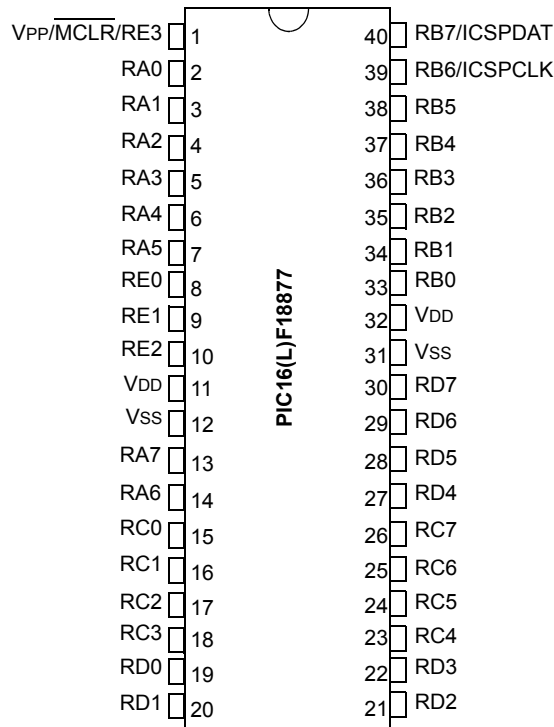 VPP/MCLR/RE3 1 40 RB7/ICSPDAT
RA0 2 39 RB6/ICSPCLK
RA1 3 38 RB5
RA2 4 37 RB4
RA3 5 36 RB3
RA4 6 35 RB2
RA5 7 34 RB1
RE0 8 33 RB0
RE1 9 32 VDD
RE2 10 31 VSS
VDD 11 30 RD7
VSS 12 29 RD6
RA7 13 28 RD5
RA6 14 27 RD4
RC0 15 26 RC7
RC1 16 25 RC6
RC2 17 24 RC5
RC3 18 23 RC4
RD0 19 22 RD3
RD1 20 21 RD2
PIC16(L)F18877